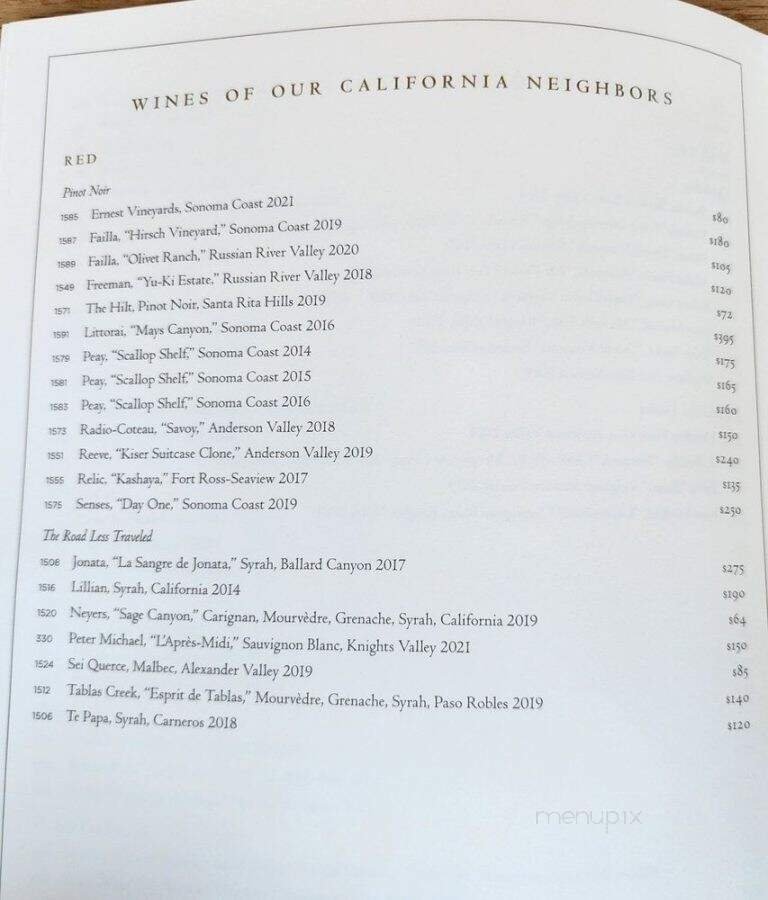 WINES OF OUR CALIFORNIA NEIGHBORS
RED
Pinot Noir
1585 Ernest Vineyards, Sonoma Coast 2021 $80
1587 Failla, “Hirsch Vineyard,” Sonoma Coast 2019 $180
1589 Failla, “Olivet Ranch,” Russian River Valley 2020 $105
1549 Freeman, “Yu-Ki Estate,” Russian River Valley 2018 $120
1571 The Hilt, Pinot Noir, Santa Rita Hills 2019 $72
1591 Littorai, “Mays Canyon,” Sonoma Coast 2016 $395
1579 Peay, “Scallop Shelf,” Sonoma Coast 2014 $175
1581 Peay, “Scallop Shelf,” Sonoma Coast 2015 $165
1583 Peay, “Scallop Shelf,” Sonoma Coast 2016 $160
1573 Radio-Coteau, “Savoy,” Anderson Valley 2018 $150
1551 Reeve, “Kiser Suitcase Clone,” Anderson Valley 2019 $240
1555 Relic, “Kashaya,” Fort Ross-Seaview 2017 $135
1575 Senses, “Day One,” Sonoma Coast 2019 $250
The Road Less Traveled
1508 Jonata, “La Sangre de Jonata,” Syrah, Ballard Canyon 2017 $275
1516 Lillian, Syrah, California 2014 $190
1520 Neyers, “Sage Canyon,” Carignan, Mourvèdre, Grenache, Syrah, California 2019 $64
330 Peter Michael, “L’Après-Midi,” Sauvignon Blanc, Knights Valley 2021 $150
1524 Sei Querce, Malbec, Alexander Valley 2019 $85
1512 Tablas Creek, “Esprit de Tablas,” Mourvèdre, Grenache, Syrah, Paso Robles 2019 $140
1506 Te Papa, Syrah, Carneros 2018 $120
menupix